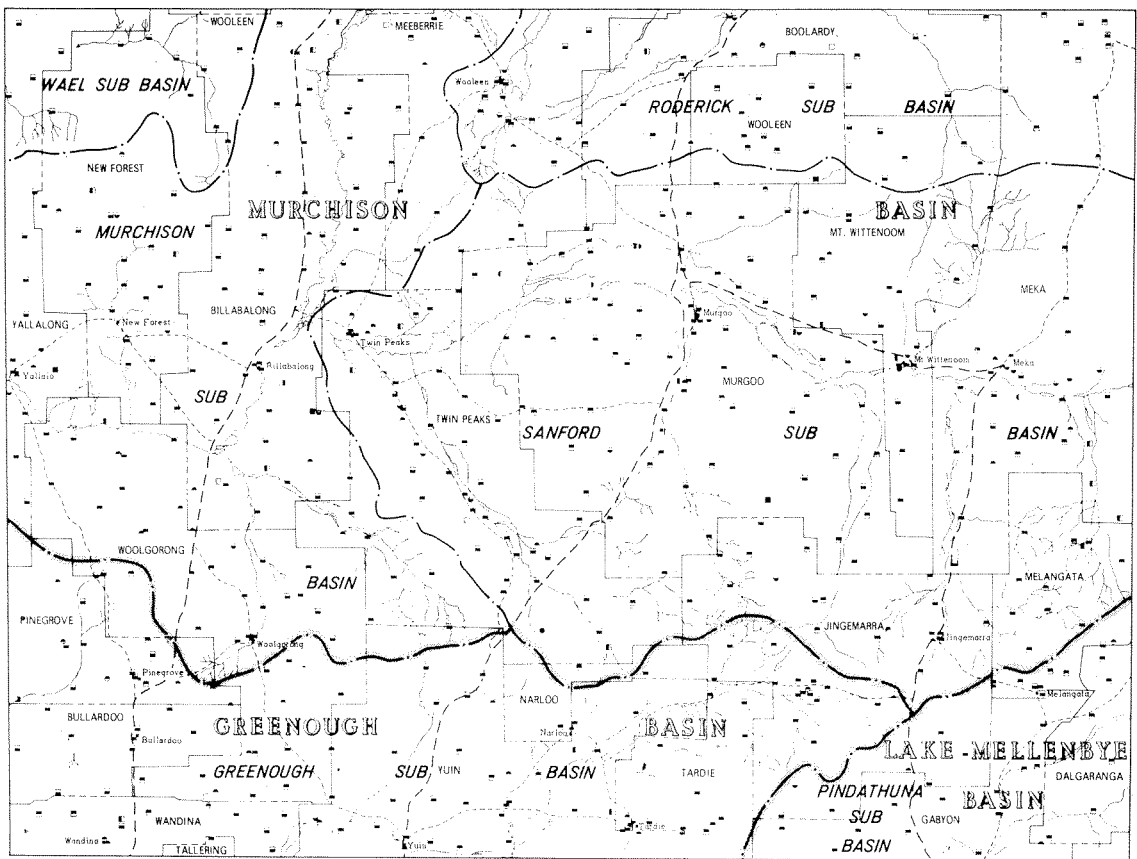 WOOLEEN
MEEBERRIE
BOOLARDY
WAEL SUB BASIN
Wooleen
RODERICK SUB BASIN
WOOLEEN
NEW FOREST
MURCHISON BASIN
MURCHISON
MT. WITTENOOM
MEKA
BILLABALONG
YALLALONG
New Forest
Murgoo
Twin Peaks
Billabalong
Mt Wittenoom
Meka
MURGOO
SUB
TWIN PEAKS
SANFORD SUB BASIN
WOOLGORONG
BASIN
MELANGATA
PINEGROVE
JINGEMARRA
Jingemarra
Woolgorong
Pinegrove
NARLOO
Melangata
BULLARDOO
GREENOUGH BASIN
Narloo
Bullardoo
LAKE MELLENBYE
GREENOUGH SUB BASIN
YUIN
TARDIE
DALGARANGA
PINDATHUNA
BASIN
SUB
WANDINA
GABYON
Tardie
Wandina
Yuin
BASIN
TALLERING